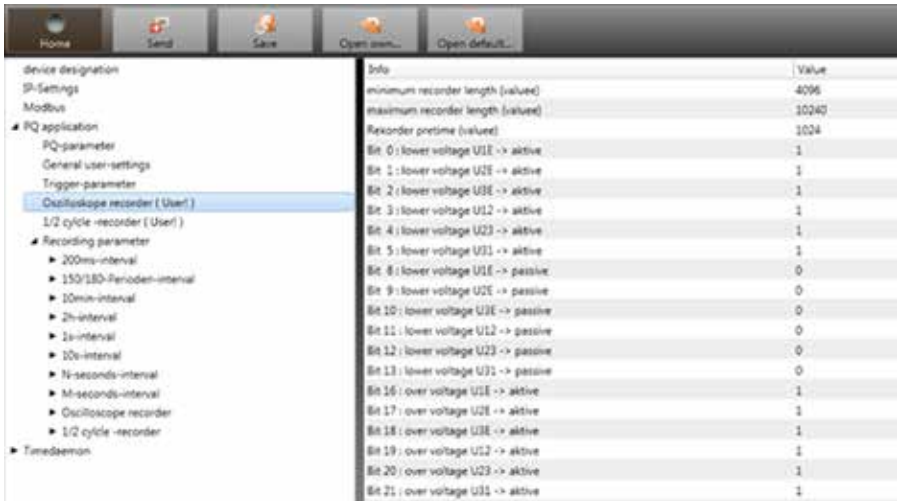 Home Send Save Open own... Open default...
device designation
IP-Settings
Modbus
PQ application
PQ-parameter
General user-settings
Trigger-parameter
Oszilloskope recorder ( User! )
1/2 cylcle -recorder ( User! )
Recording parameter
200ms-interval
150/180-Perioden-interval
10min-interval
2h-interval
1s-interval
10s-interval
N-seconds-interval
M-seconds-interval
Oscilloscope recorder
1/2 cylcle -recorder
Timedaemon
Info Value
minimum recorder length (valuee) 4096
maximum recorder length (valuee) 10240
Rekorder pretime (valuee) 1024
Bit 0 : lower voltage U1E -> aktive 1
Bit 1 : lower voltage U2E -> aktive 1
Bit 2 : lower voltage U3E -> aktive 1
Bit 3 : lower voltage U12 -> aktive 1
Bit 4 : lower voltage U23 -> aktive 1
Bit 5 : lower voltage U31 -> aktive 1
Bit 8 : lower voltage U1E -> passive 0
Bit 9 : lower voltage U2E -> passive 0
Bit 10 : lower voltage U3E -> passive 0
Bit 11 : lower voltage U12 -> passive 0
Bit 12 : lower voltage U23 -> passive 0
Bit 13 : lower voltage U31 -> passive 0
Bit 16 : over voltage U1E -> aktive 1
Bit 17 : over voltage U2E -> aktive 1
Bit 18 : over voltage U3E -> aktive 1
Bit 19 : over voltage U12 -> aktive 1
Bit 20 : over voltage U23 -> aktive 1
Bit 21 : over voltage U31 -> aktive 1